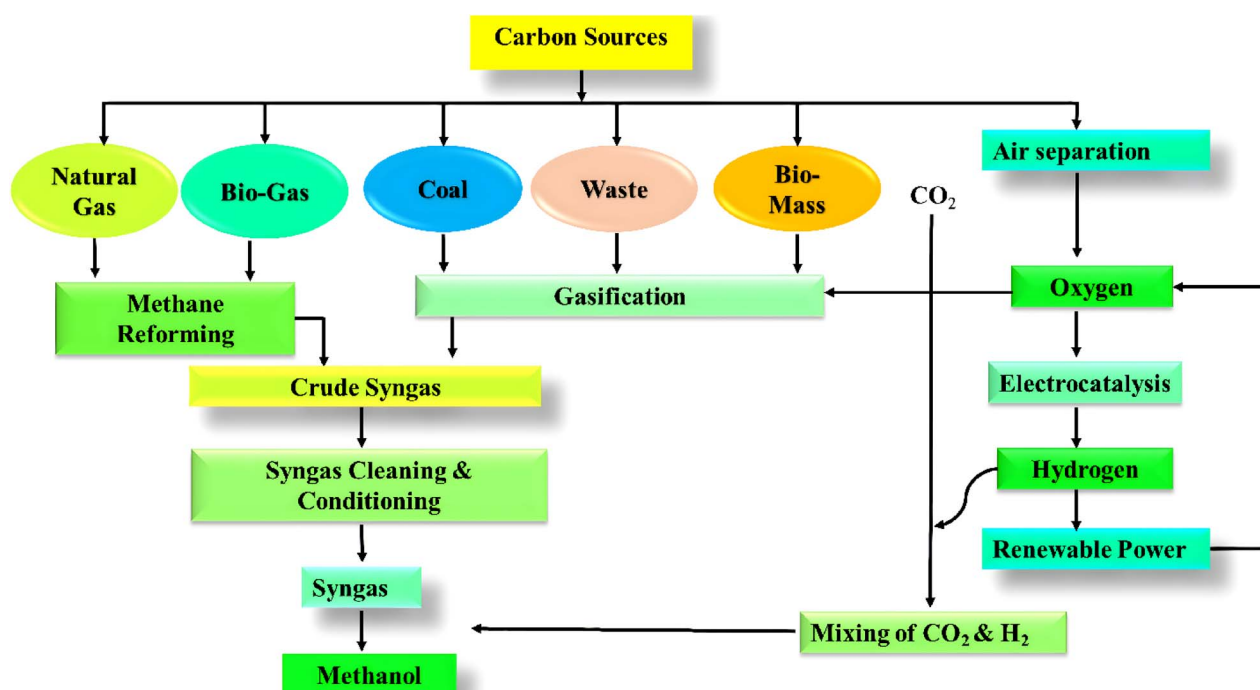 Carbon Sources
Natural
Gas
Bio-Gas
Coal
Waste
Bio-
Mass
Air separation
CO₂
Methane
Reforming
Gasification
Oxygen
Crude Syngas
Electrocatalysis
Syngas Cleaning &
Conditioning
Hydrogen
Renewable Power
Syngas
Mixing of CO₂ & H₂
Methanol